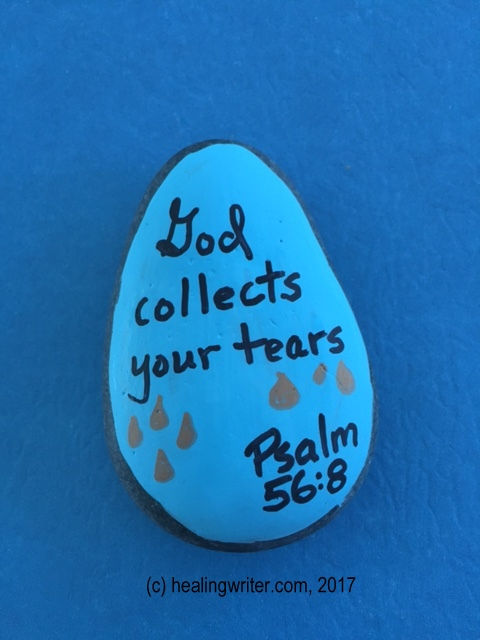 God
collects
your tears
Psalm
56:8
(c) healingwriter.com, 2017